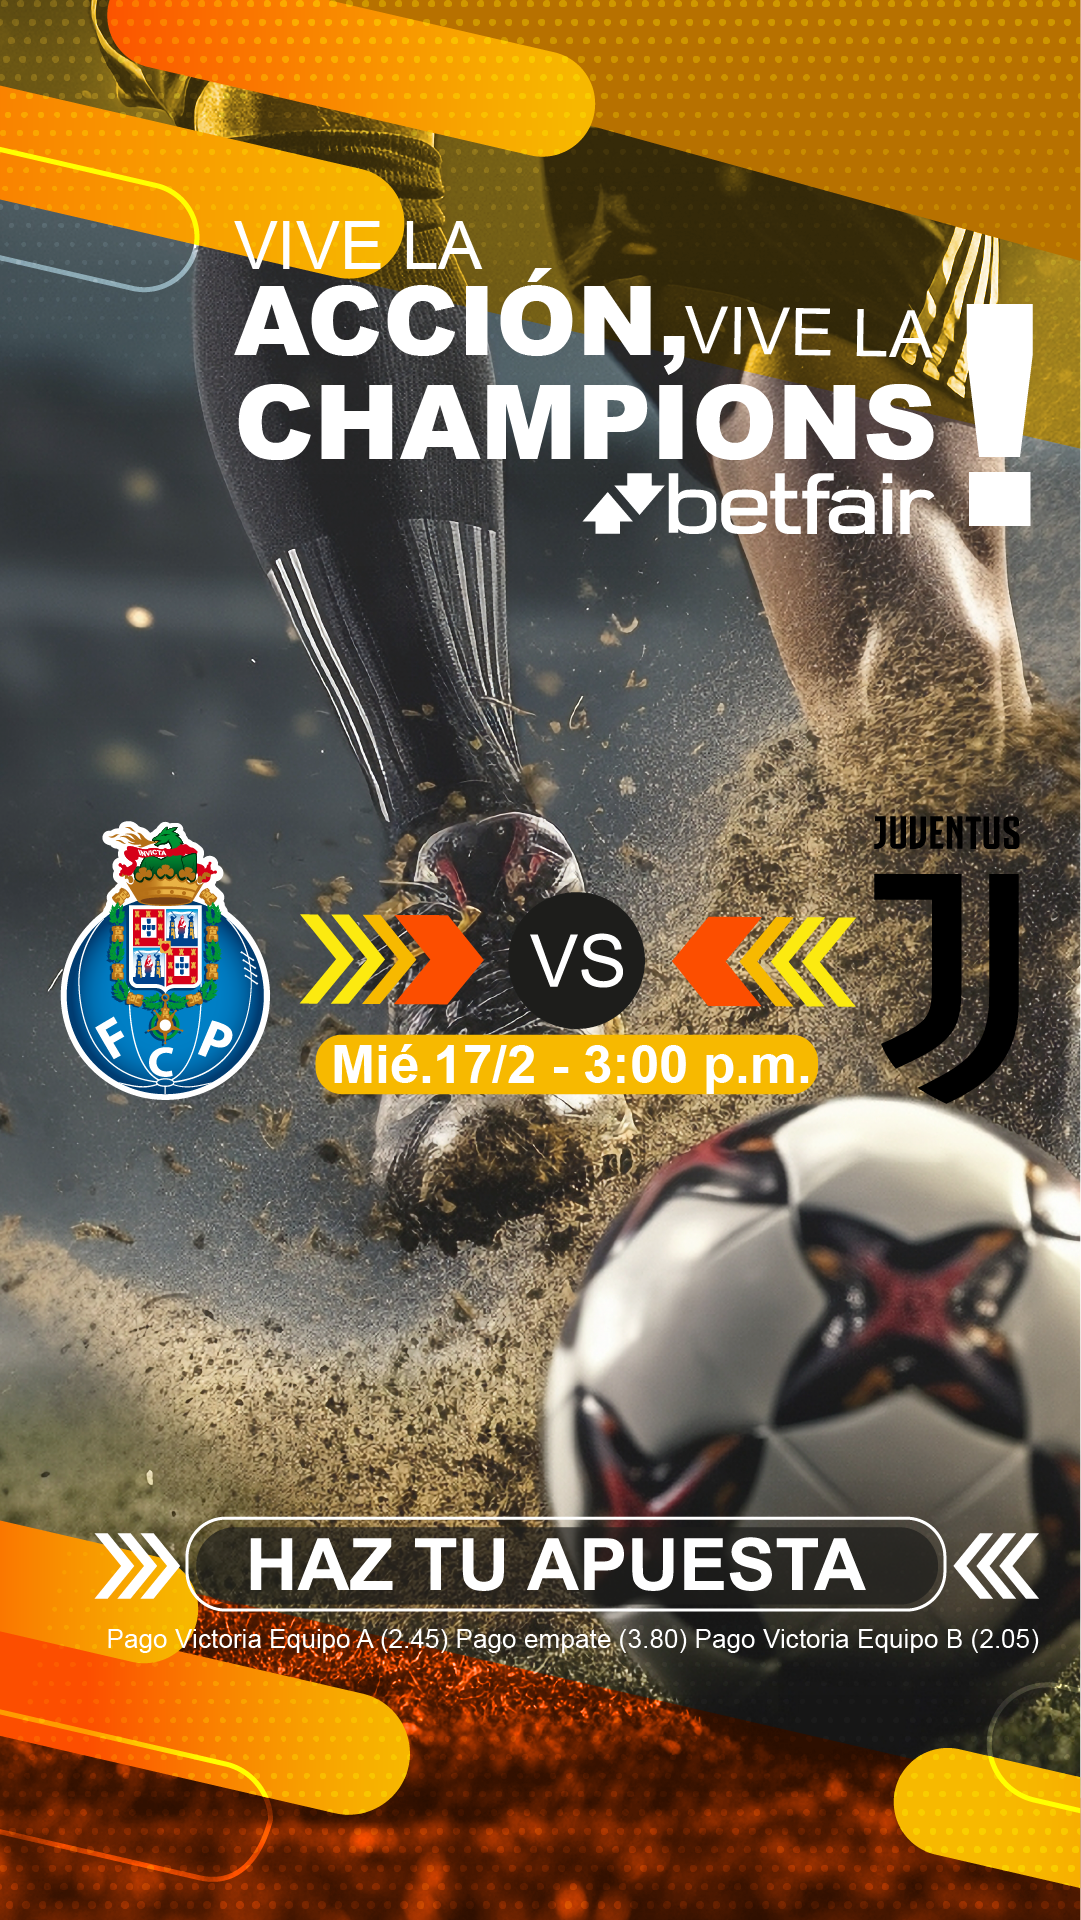 VIVE LA
ACCIÓN, VIVE LA
CHAMPIONS!
betfair
INVICTA
JUVENTUS
VS
F C P
Mié.17/2 - 3:00 p.m.
HAZ TU APUESTA
Pago Victoria Equipo A (2.45) Pago empate (3.80) Pago Victoria Equipo B (2.05)